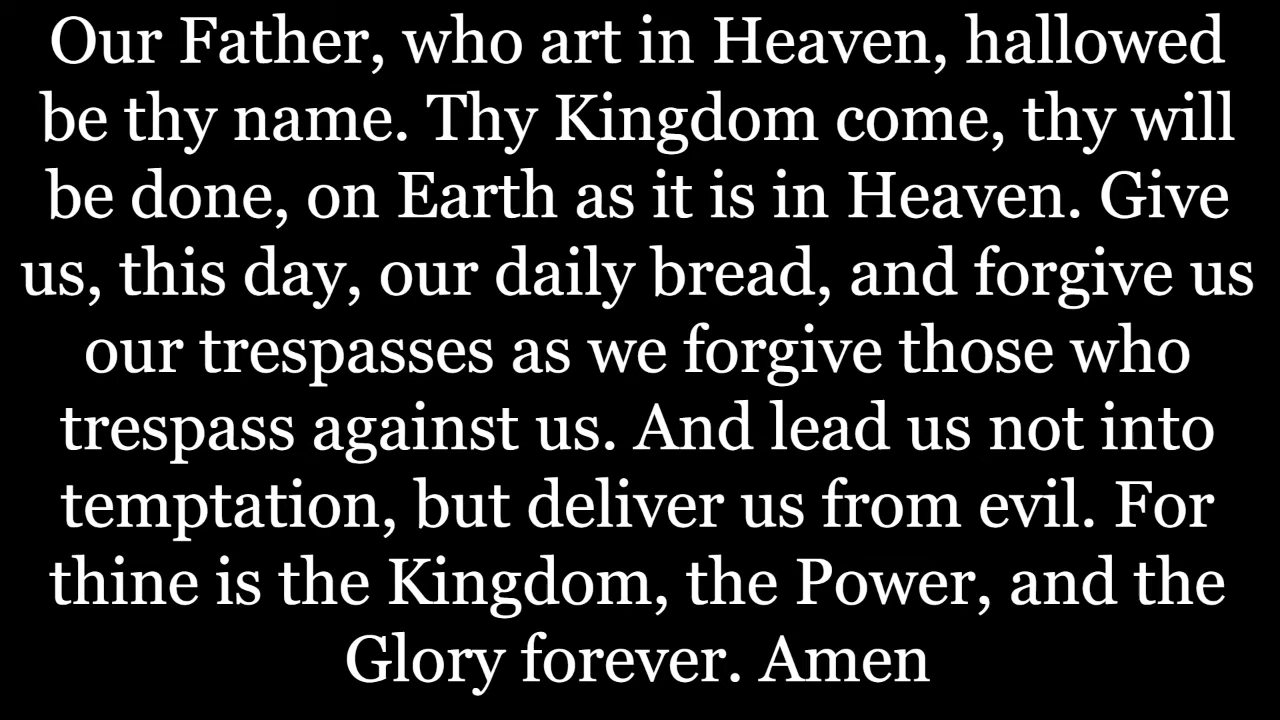 Our Father, who art in Heaven, hallowed
be thy name. Thy Kingdom come, thy will
be done, on Earth as it is in Heaven. Give
us, this day, our daily bread, and forgive us
our trespasses as we forgive those who
trespass against us. And lead us not into
temptation, but deliver us from evil. For
thine is the Kingdom, the Power, and the
Glory forever. Amen